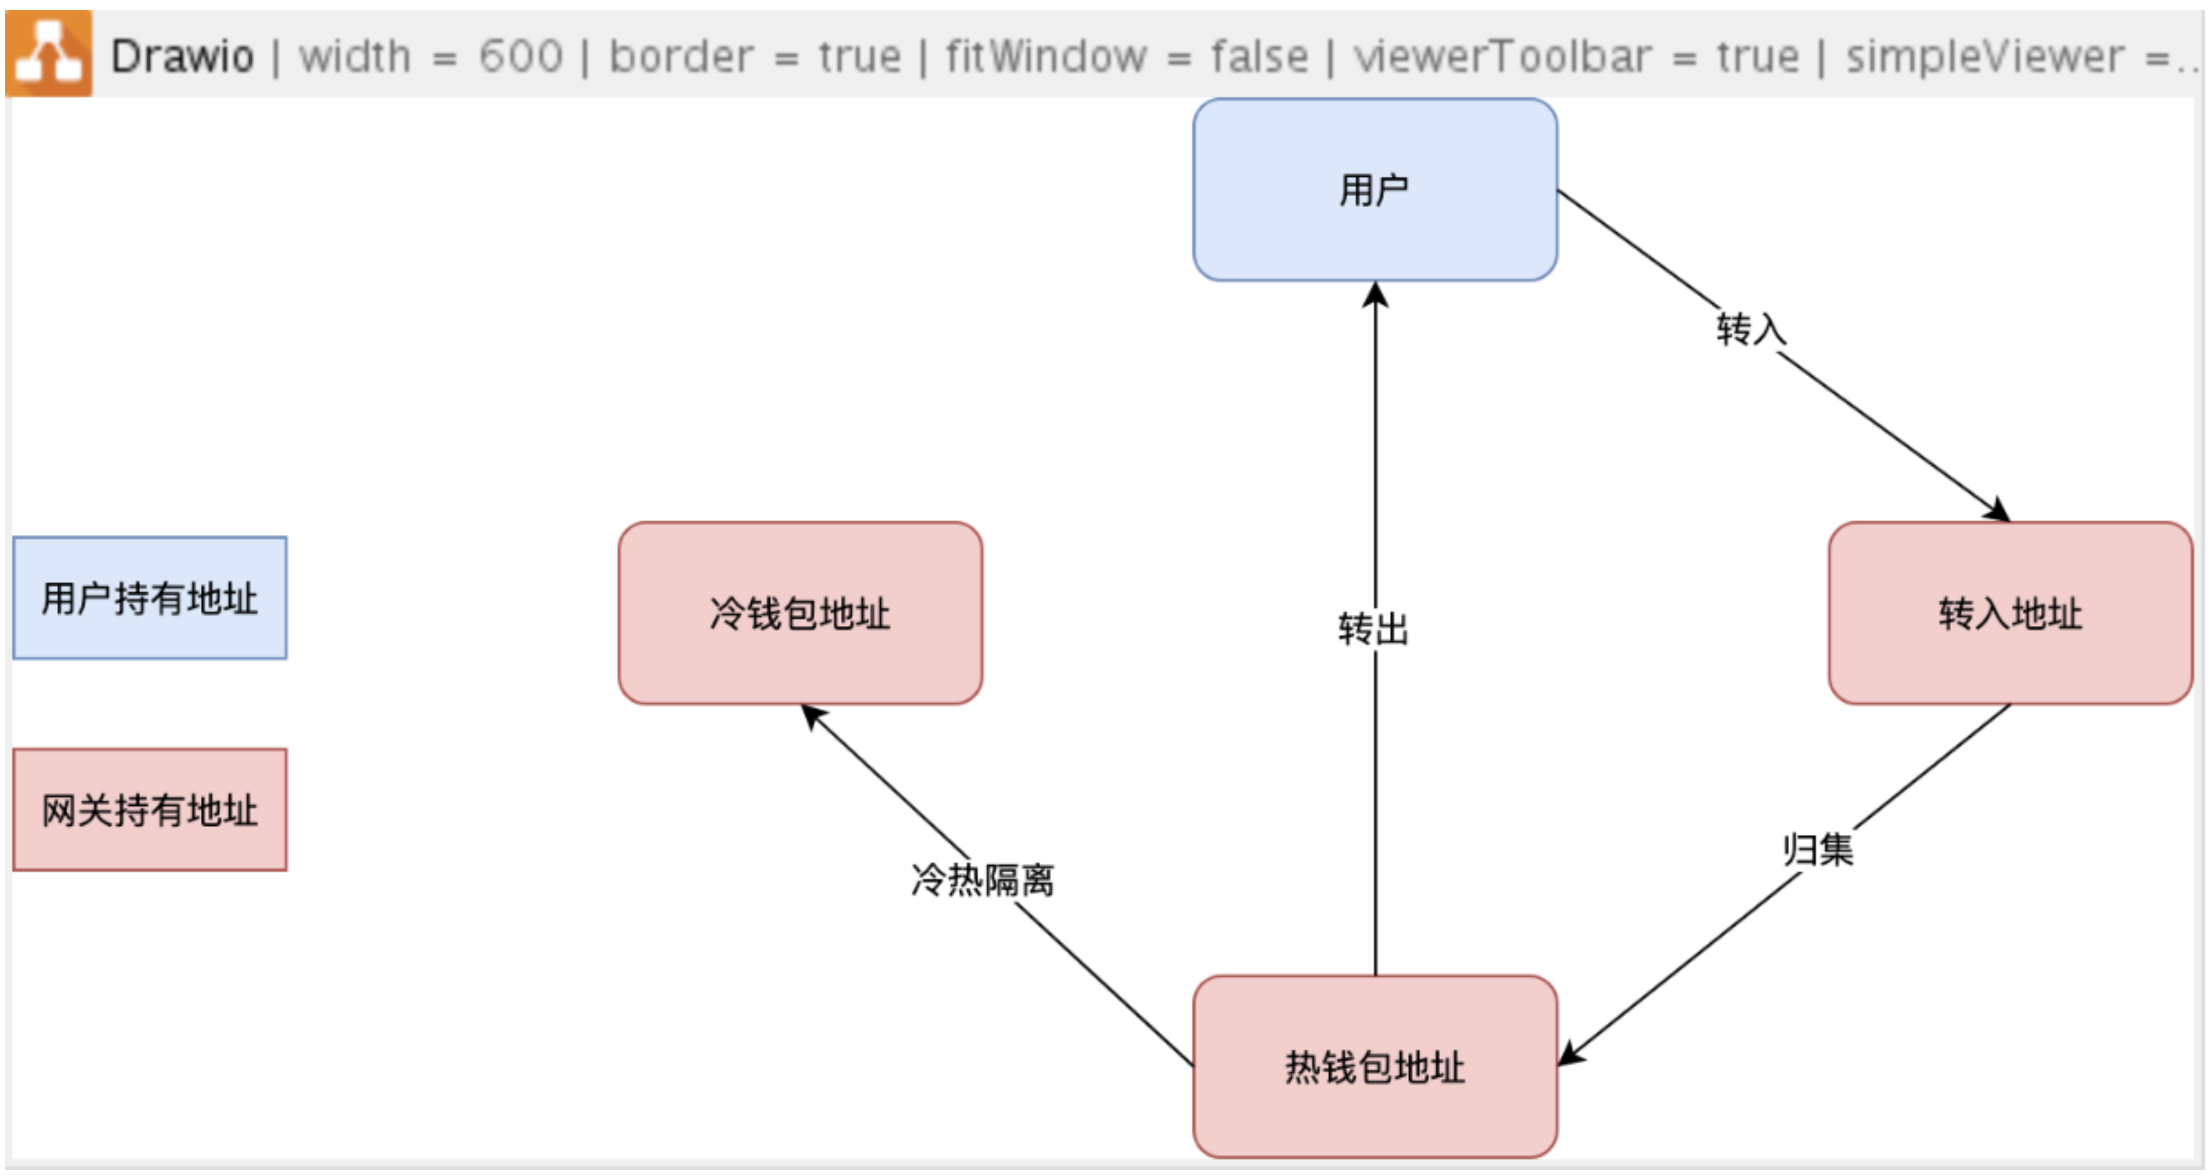 Drawio | width = 600 | border = true | fitWindow = false | viewerToolbar = true | simpleViewer =..
用户
转入
用户持有地址
冷钱包地址
转出
转入地址
网关持有地址
冷热隔离
归集
热钱包地址